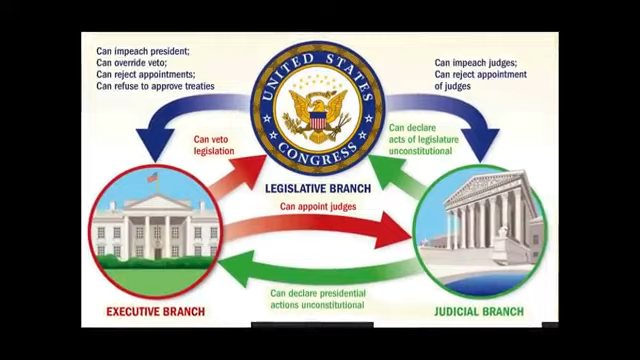 Can impeach president;
Can override veto;
Can reject appointments;
Can refuse to approve treaties
UNITED STATES
CONGRESS
Can impeach judges;
Can reject appointment
of judges
Can veto
legislation
Can declare
acts of legislature
unconstitutional
LEGISLATIVE BRANCH
Can appoint judges
Can declare presidential
actions unconstitutional
EXECUTIVE BRANCH
JUDICIAL BRANCH